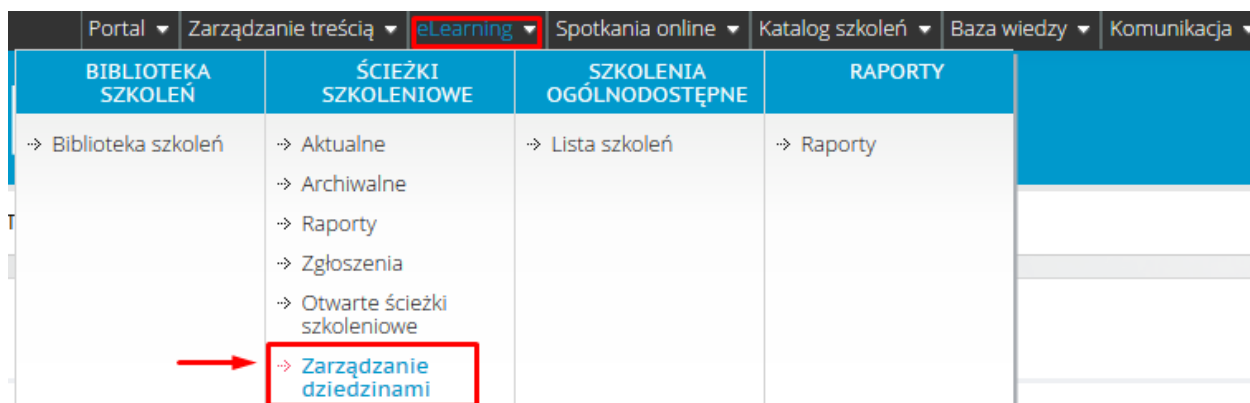 Portal Zarządzanie treścią eLearning Spotkania online Katalog szkoleń Baza wiedzy Komunikacja
BIBLIOTEKA
SZKOLEŃ
ŚCIEŻKI
SZKOLENIOWE
SZKOLENIA
OGÓLNODOSTĘPNE
RAPORTY
Biblioteka szkoleń
Aktualne
Archiwalne
Raporty
Zgłoszenia
Otwarte ścieżki
szkoleniowe
Zarządzanie
dziedzinami
Lista szkoleń
Raporty